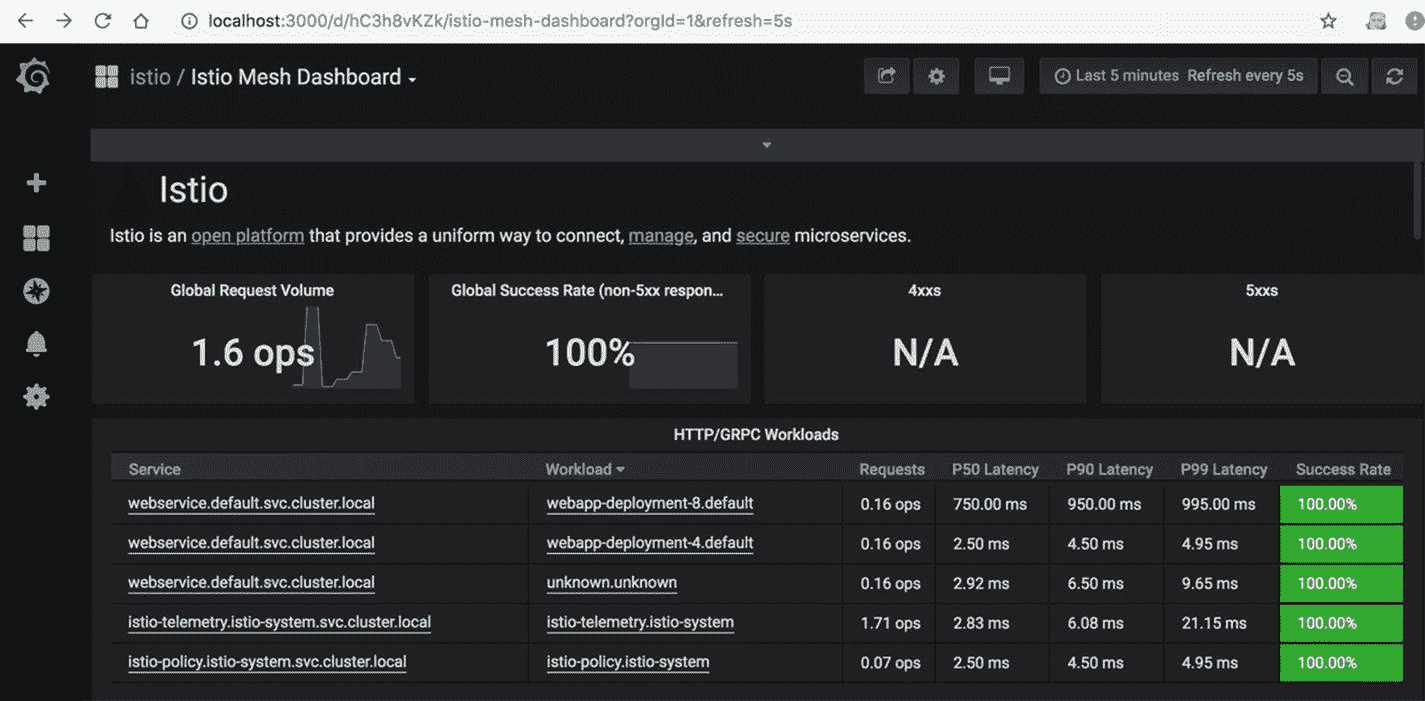 localhost:3000/d/hC3h8vKZk/istio-mesh-dashboard?orgId=1&refresh=5s
istio / Istio Mesh Dashboard
Last 5 minutes Refresh every 5s
Istio
Istio is an open platform that provides a uniform way to connect, manage, and secure microservices.
Global Request Volume Global Success Rate (non-5xx respon... 4xxs 5xxs
1.6 ops 100% N/A N/A
HTTP/GRPC Workloads
Service Workload Requests P50 Latency P90 Latency P99 Latency Success Rate
webservice.default.svc.cluster.local webapp-deployment-8.default 0.16 ops 750.00 ms 950.00 ms 995.00 ms 100.00%
webservice.default.svc.cluster.local webapp-deployment-4.default 0.16 ops 2.50 ms 4.50 ms 4.95 ms 100.00%
webservice.default.svc.cluster.local unknown.unknown 0.16 ops 2.92 ms 6.50 ms 9.65 ms 100.00%
istio-telemetry.istio-system.svc.cluster.local istio-telemetry.istio-system 1.71 ops 2.83 ms 6.08 ms 21.15 ms 100.00%
istio-policy.istio-system.svc.cluster.local istio-policy.istio-system 0.07 ops 2.50 ms 4.50 ms 4.95 ms 100.00%